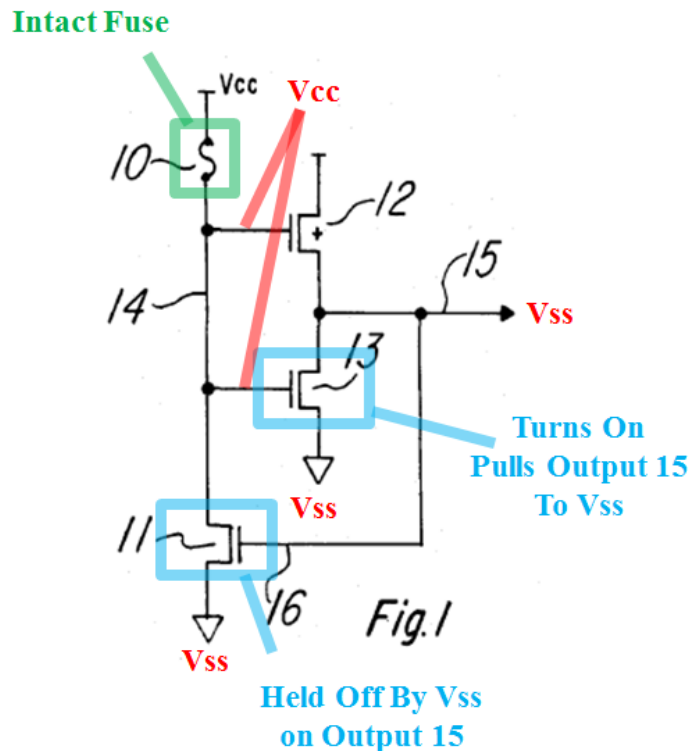 Intact Fuse
Vcc
Vcc
10
12
14
15
Vss
13
Turns On
Pulls Output 15
To Vss
Vss
11
16
Fig.1
Vss
Held Off By Vss
on Output 15